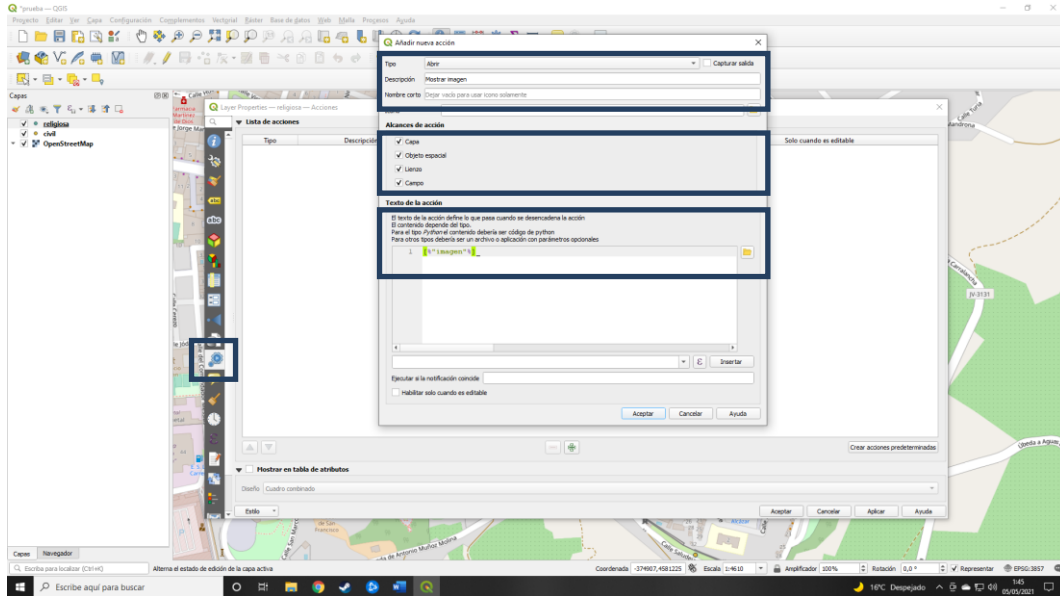 *prueba — QGIS
Proyecto Editar Ver Capa Configuración Complementos Vectorial Ráster Base de datos Web Malla Procesos Ayuda
Añadir nueva acción
Tipo Abrir Capturar salida
Descripción Mostrar imagen
Nombre corto Dejar vacío para usar icono solamente
Alcances de acción
Capa
Objeto espacial
Lienzo
Campo
Texto de la acción
El texto de la acción define lo que pasa cuando se desencadena la acción
El contenido depende del tipo.
Para el tipo Python el contenido debería ser código de python
Para otros tipos debería ser un archivo o aplicación con parámetros opcionales
1 [%"imagen"%]
Insertar
Ejecutar si la notificación coincide
Habilitar solo cuando es editable
Aceptar Cancelar Ayuda
Capas
religiosa
civil
OpenStreetMap
Layer Properties — religiosa — Acciones
Lista de acciones
Tipo Descripción Solo cuando es editable
Crear acciones predeterminadas
Mostrar en tabla de atributos
Diseño Cuadro combinado
Estilo Aceptar Cancelar Aplicar Ayuda
JV-3131
de San
Francisco
Capas Navegador
Escriba para localizar (Ctrl+K) Alterna el estado de edición de la capa activa Coordenada -374907,4581225 Escala 1:4610 Amplificador 100% Rotación 0,0 ° Representar EPSG:3857
Escribe aquí para buscar 16°C Despejado 1:45
05/05/2021